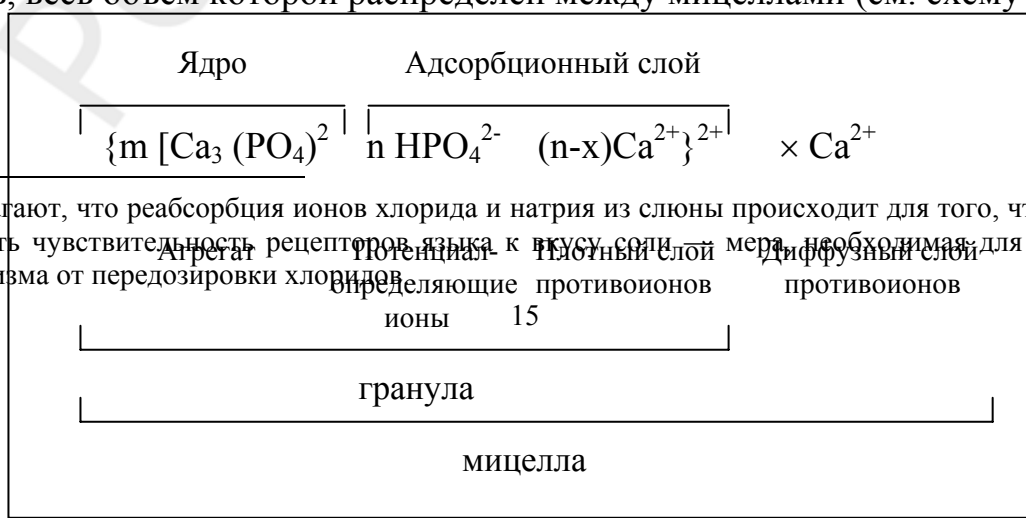 , весь объем которой распределен между мицеллами (см. схему
Ядро Адсорбционный слой
{m [Ca₃ (PO₄)² n HPO₄²⁻ (n-x)Ca²⁺}²⁺ × Ca²⁺
гают, что реабсорбция ионов хлорида и натрия из слюны происходит для того, ч
ть чувствительность рецепторов языка к вкусу соли — мера, необходимая для
изма от передозировки хлоридов
Агрегат Потенциал- Плотный слой Диффузный слой
определяющие противоионов противоионов
ионы 15
гранула
мицелла